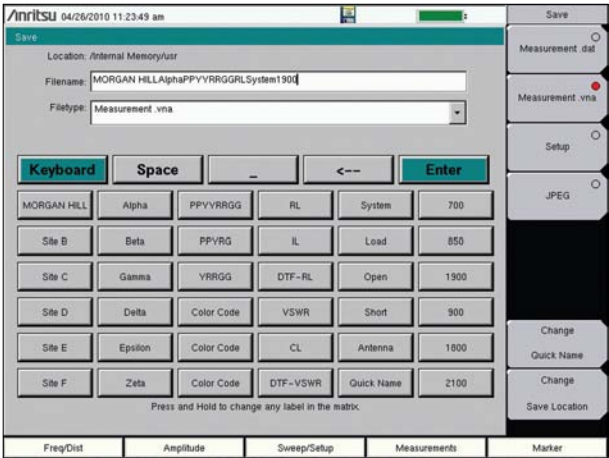 Anritsu 04/26/2010 11:23:49 am
Save
Save
Location: /Internal Memory/usr
Filename: MORGAN HILLAlphaPPYYRRGGRLSystem1900
Filetype: Measurement .vna
Keyboard Space _ <-- Enter
MORGAN HILL Alpha PPYYRRGG RL System 700
Site B Beta PPVRG IL Load 850
Site C Gamma YRRGG DTF-RL Open 1900
Site D Delta Color Code VSWR Short 900
Site E Epsilon Color Code CL Antenna 1800
Site F Zeta Color Code DTF-VSWR Quick Name 2100
Press and Hold to change any label in the matrix.
Measurement .dat
Measurement .vna
Setup
JPEG
Change
Quick Name
Change
Save Location
Freq/Dist Amplitude Sweep/Setup Measurements Marker